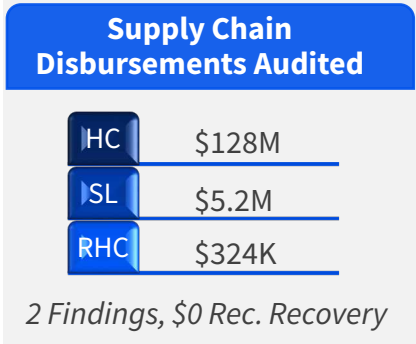 Supply Chain
Disbursements Audited
HC $128M
SL $5.2M
RHC $324K
2 Findings, $0 Rec. Recovery